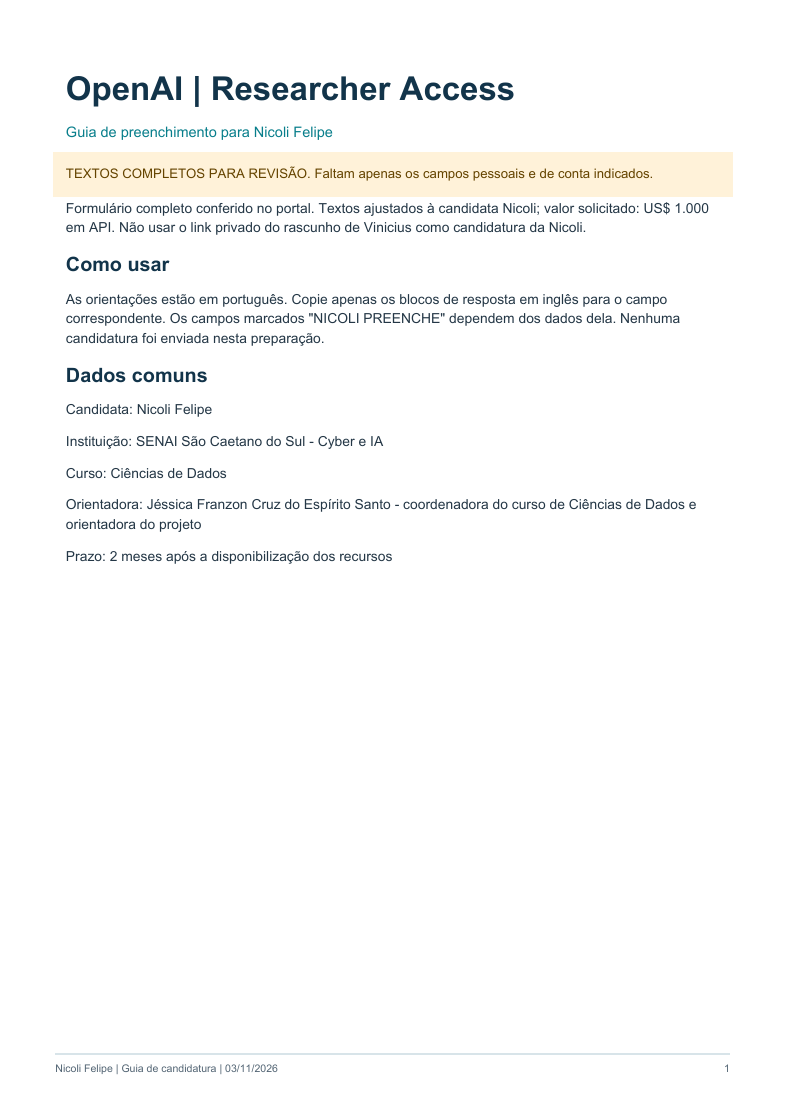 OpenAI | Researcher Access
Guia de preenchimento para Nicoli Felipe
TEXTOS COMPLETOS PARA REVISÃO. Faltam apenas os campos pessoais e de conta indicados.
Formulário completo conferido no portal. Textos ajustados à candidata Nicoli; valor solicitado: US$ 1.000
em API. Não usar o link privado do rascunho de Vinicius como candidatura da Nicoli.
Como usar
As orientações estão em português. Copie apenas os blocos de resposta em inglês para o campo
correspondente. Os campos marcados "NICOLI PREENCHE" dependem dos dados dela. Nenhuma
candidatura foi enviada nesta preparação.
Dados comuns
Candidata: Nicoli Felipe
Instituição: SENAI São Caetano do Sul - Cyber e IA
Curso: Ciências de Dados
Orientadora: Jéssica Franzon Cruz do Espírito Santo - coordenadora do curso de Ciências de Dados e
orientadora do projeto
Prazo: 2 meses após a disponibilização dos recursos
Nicoli Felipe | Guia de candidatura | 03/11/2026
1